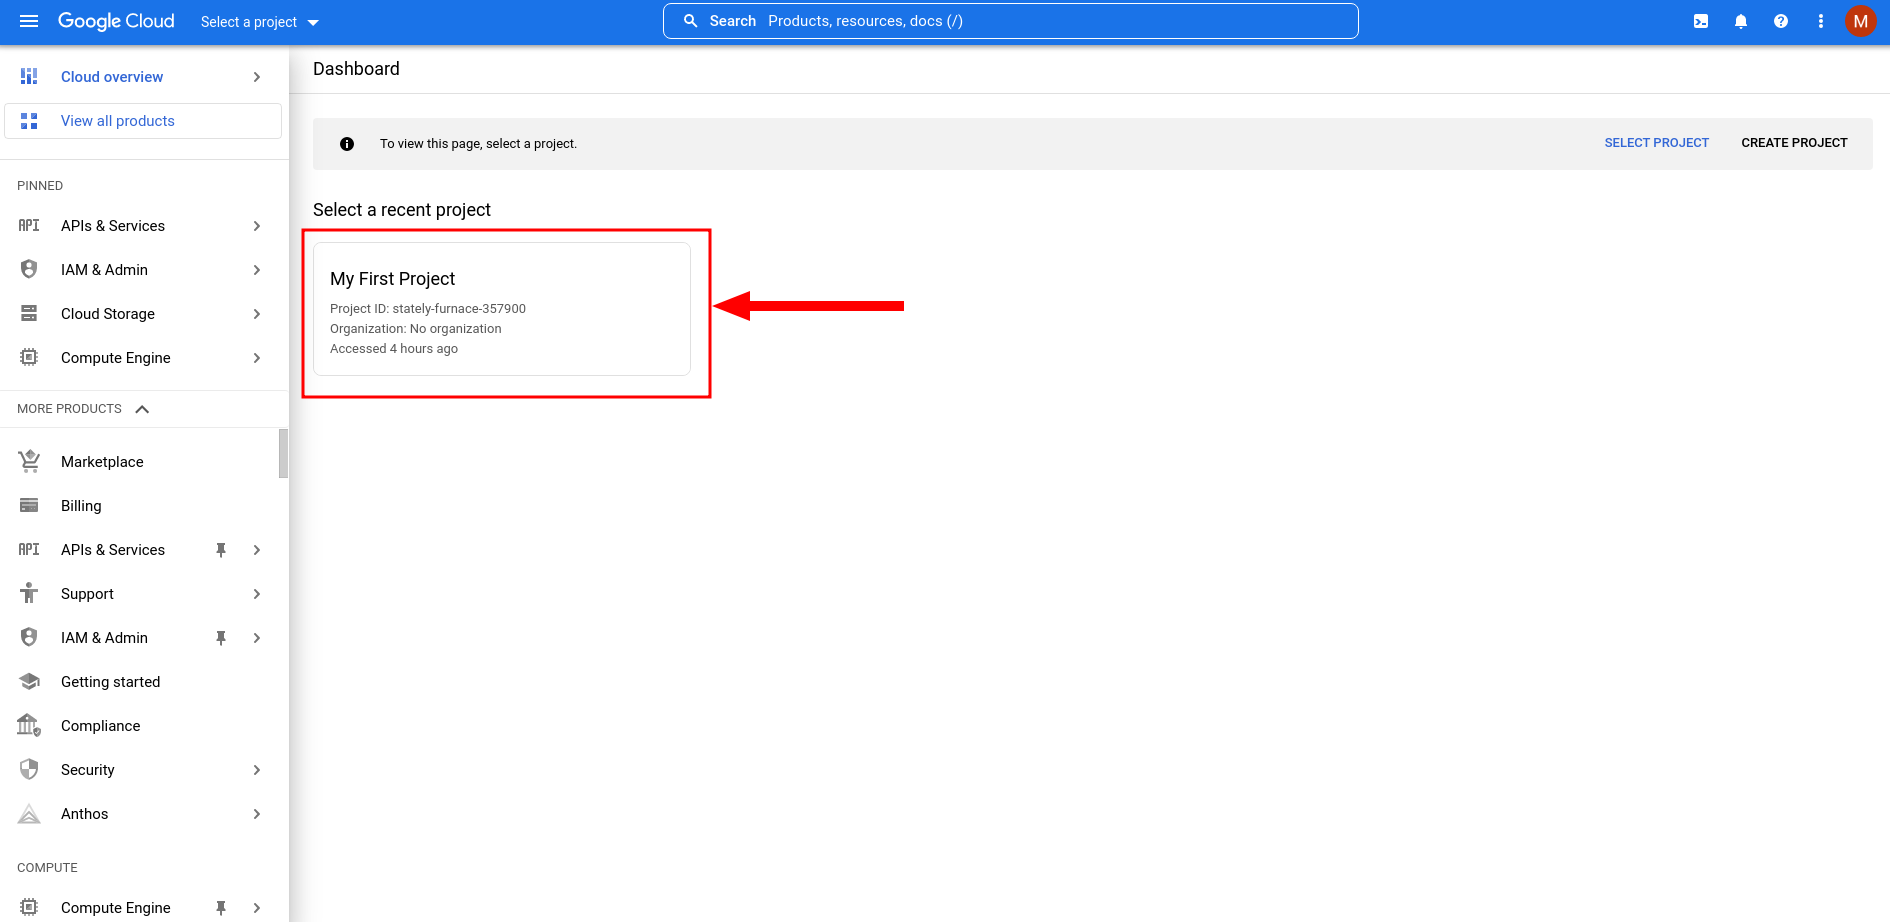 Google Cloud
Select a project
Search Products, resources, docs (/)
M
Cloud overview
View all products
PINNED
API APIs & Services
IAM & Admin
Cloud Storage
Compute Engine
MORE PRODUCTS
Marketplace
Billing
API APIs & Services
Support
IAM & Admin
Getting started
Compliance
Security
Anthos
COMPUTE
Compute Engine
Dashboard
To view this page, select a project.
SELECT PROJECT
CREATE PROJECT
Select a recent project
My First Project
Project ID: stately-furnace-357900
Organization: No organization
Accessed 4 hours ago